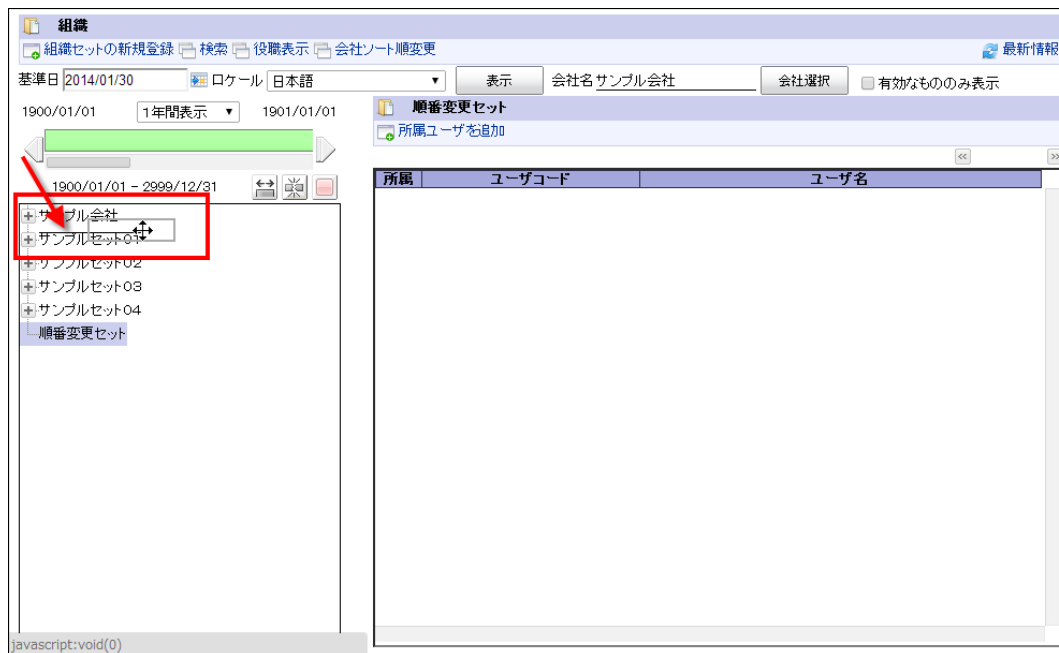 組織
組織セットの新規登録 検索 役職表示 会社ソート順変更 最新情報
基準日 2014/01/30 ロケール 日本語 表示 会社名 サンプル会社 会社選択 有効なもののみ表示
1900/01/01 1年間表示 1901/01/01
1900/01/01 - 2999/12/31
サンプル会社
サンプルセット01
サンプルセット02
サンプルセット03
サンプルセット04
順番変更セット
javascript:void(0)
順番変更セット
所属ユーザを追加
<< >>
所属 ユーザコード ユーザ名